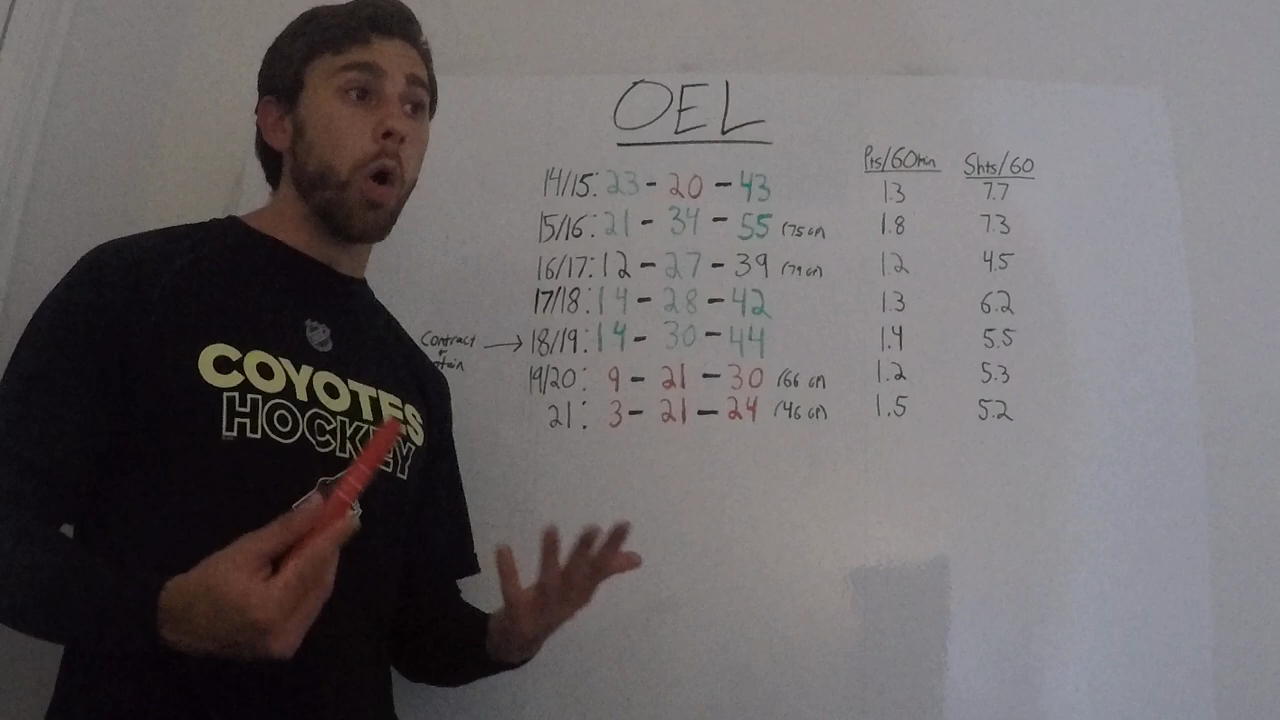 OEL
Pts/60min Shts/60
14/15: 23 - 20 - 43 1.3 7.7
15/16: 21 - 34 - 55 (75 GP) 1.8 7.3
16/17: 12 - 27 - 39 (79 GP) 1.2 4.5
17/18: 14 - 28 - 42 1.3 6.2
Contract → 18/19: 14 - 30 - 44 1.4 5.5
+
19/20: 9 - 21 - 30 (66 GP) 1.2 5.3
21: 3 - 21 - 24 (46 GP) 1.5 5.2
COYOTES
HOCKEY